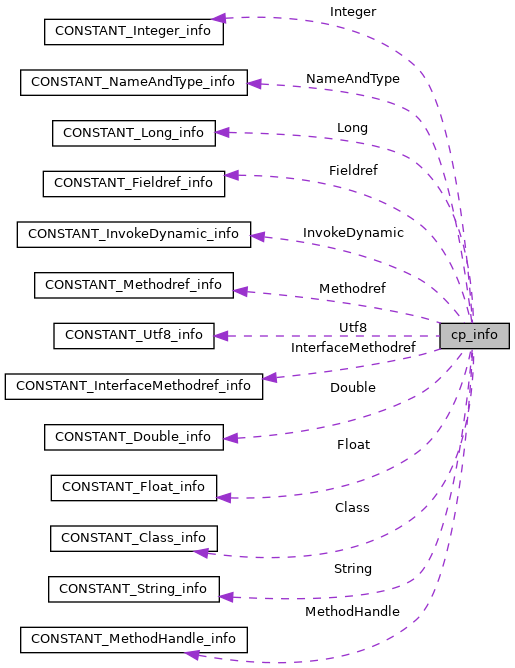 Integer
CONSTANT_Integer_info
NameAndType
CONSTANT_NameAndType_info
Long
CONSTANT_Long_info
Fieldref
CONSTANT_Fieldref_info
InvokeDynamic
CONSTANT_InvokeDynamic_info
Methodref
CONSTANT_Methodref_info
Utf8
CONSTANT_Utf8_info
cp_info
InterfaceMethodref
CONSTANT_InterfaceMethodref_info
Double
CONSTANT_Double_info
Float
CONSTANT_Float_info
Class
CONSTANT_Class_info
String
CONSTANT_String_info
MethodHandle
CONSTANT_MethodHandle_info